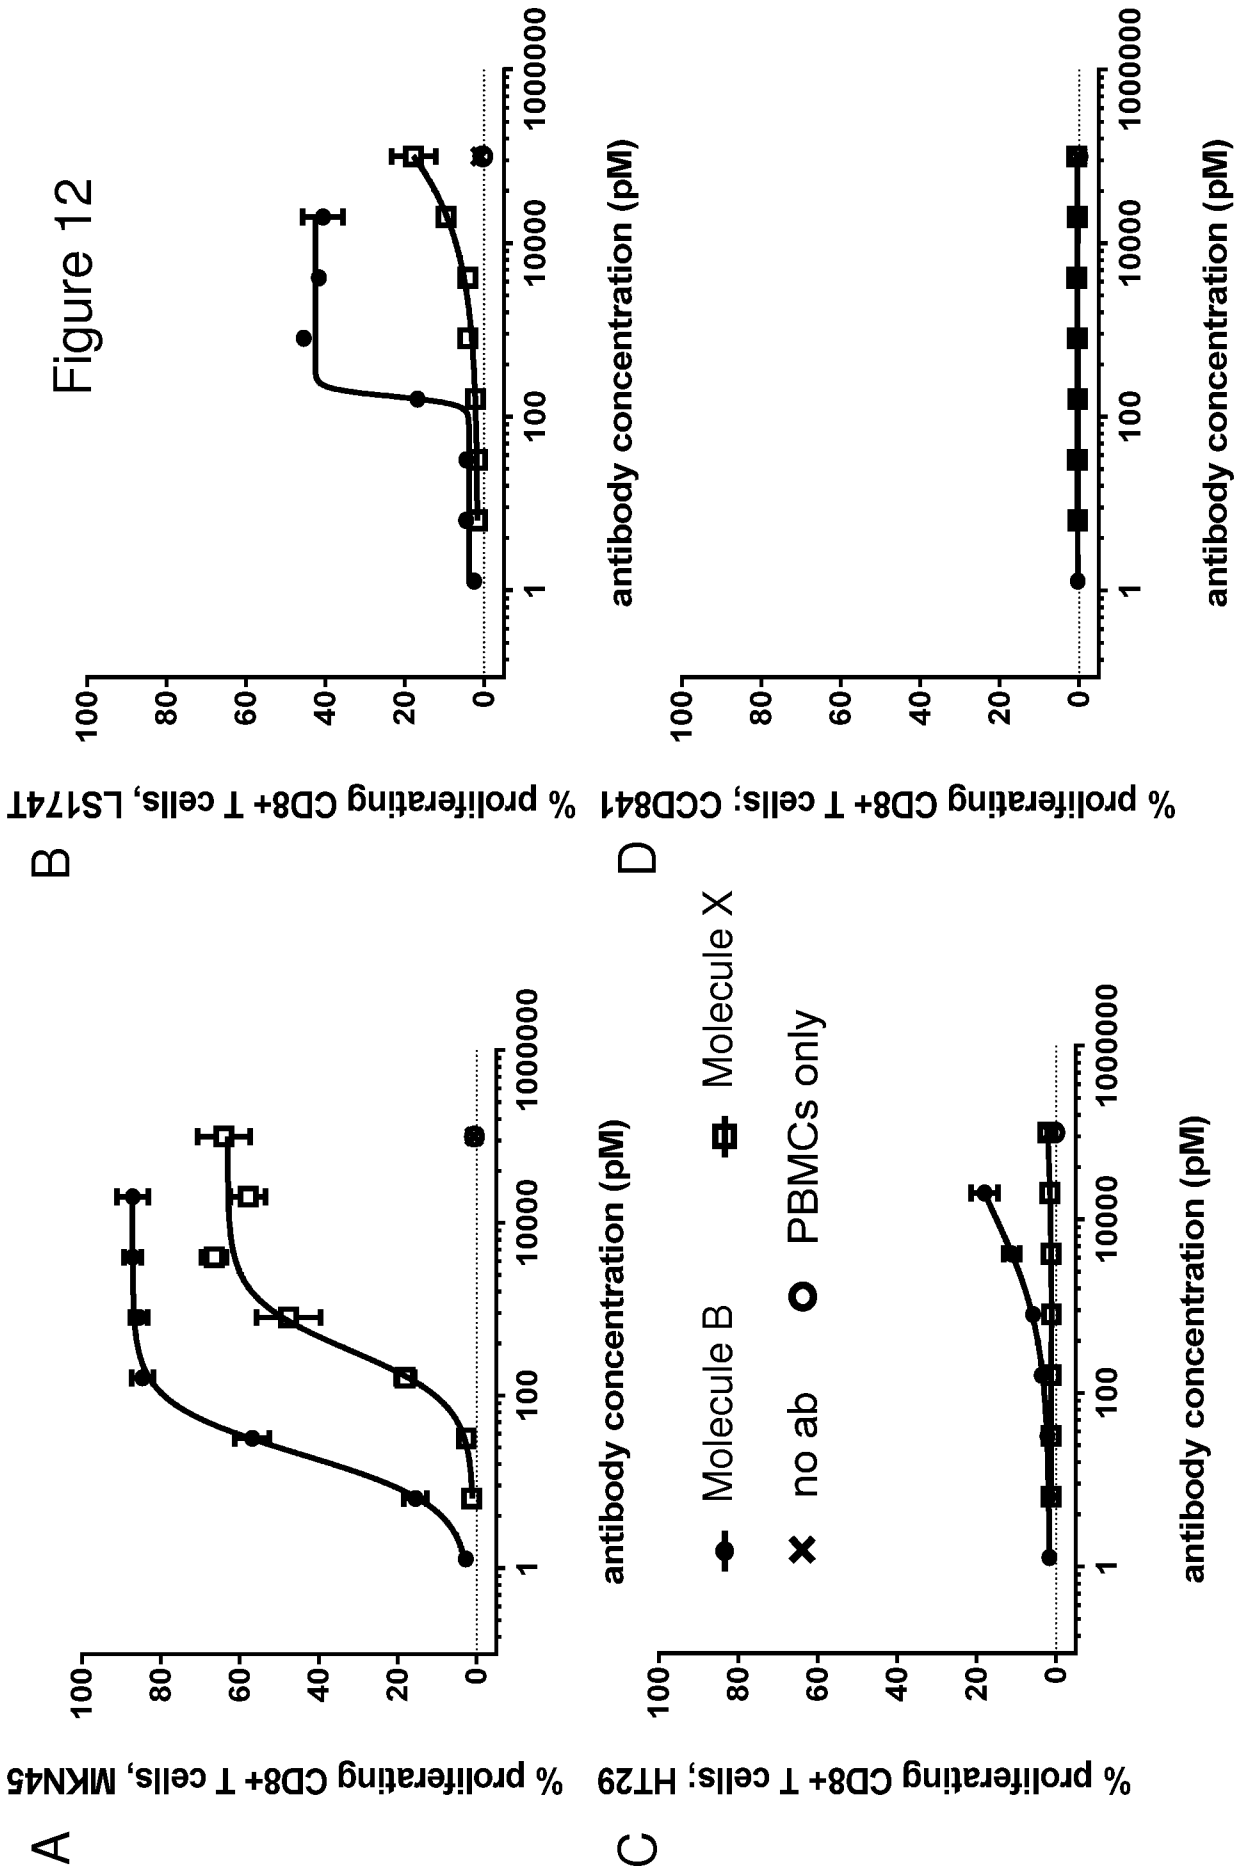 Figure 12
A
% proliferating CD8+ T cells, MKN45
100
80
60
40
20
0
1
100
10000
1000000
antibody concentration (pM)
B
% proliferating CD8+ T cells, LS174T
100
80
60
40
20
0
1
100
10000
1000000
antibody concentration (pM)
Molecule B
Molecule X
no ab
PBMCs only
C
% proliferating CD8+ T cells; HT29
100
80
60
40
20
0
1
100
10000
1000000
antibody concentration (pM)
D
% proliferating CD8+ T cells; CCD841
100
80
60
40
20
0
1
100
10000
1000000
antibody concentration (pM)